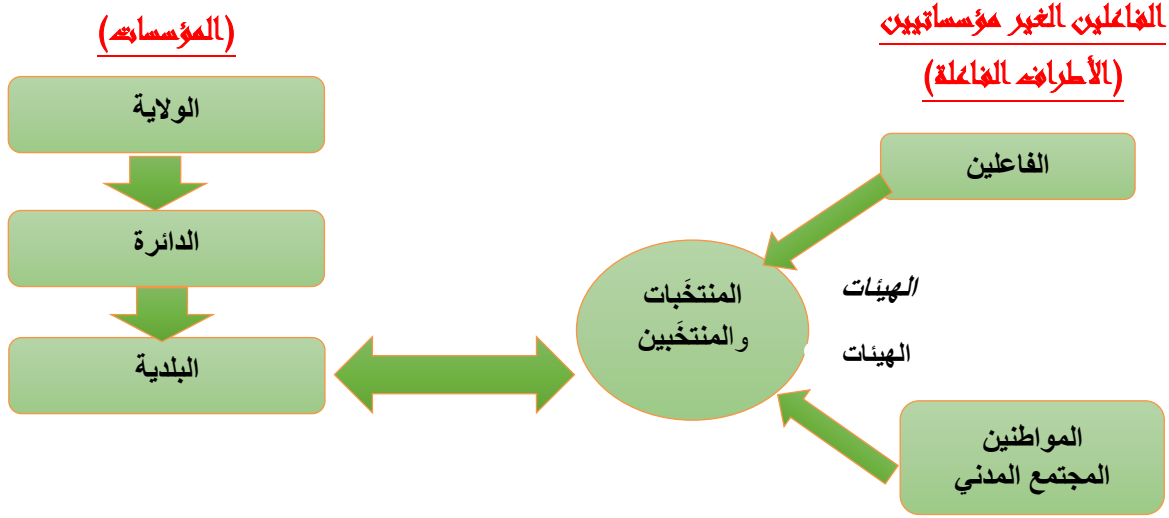 الفاعلين الغير مؤسساتيين
(الأطراف الفاعلة)
(المؤسسات)
الولاية
الدائرة
البلدية
المنتخَبات
والمنتخَبين
الفاعلين
الهيئات
الهيئات
المواطنين
المجتمع المدني